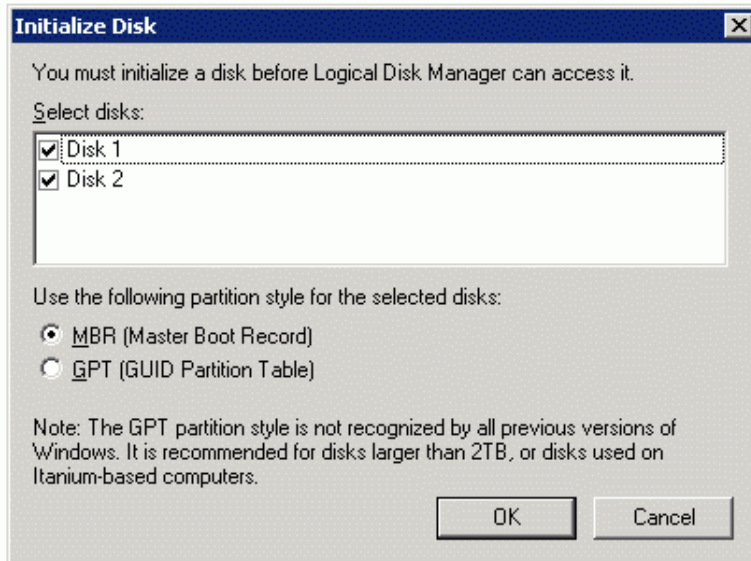 Initialize Disk
You must initialize a disk before Logical Disk Manager can access it.
Select disks:
Disk 1
Disk 2
Use the following partition style for the selected disks:
MBR (Master Boot Record)
GPT (GUID Partition Table)
Note: The GPT partition style is not recognized by all previous versions of
Windows. It is recommended for disks larger than 2TB, or disks used on
Itanium-based computers.
OK Cancel